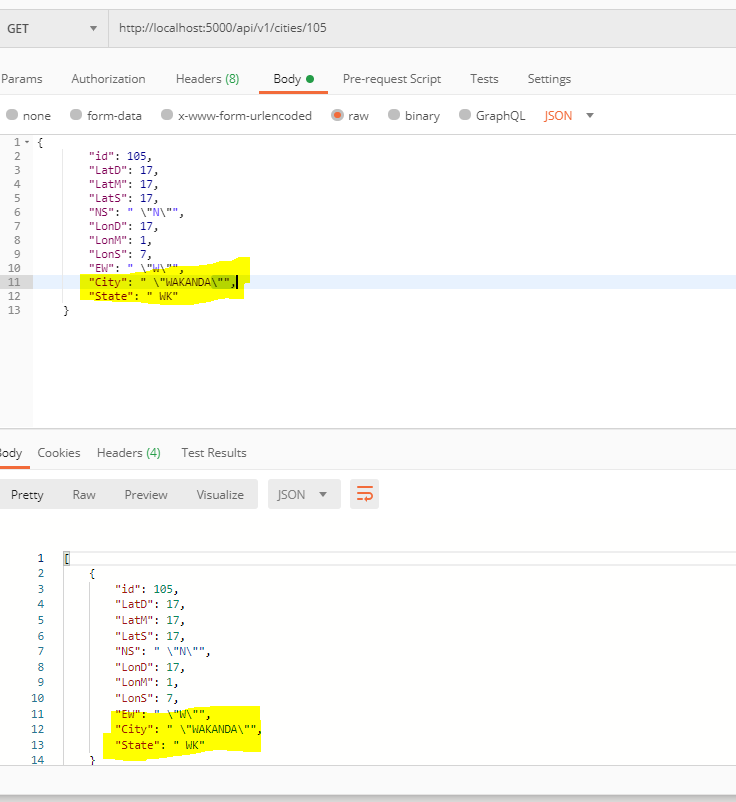 GET http://localhost:5000/api/v1/cities/105
Params Authorization Headers (8) Body Pre-request Script Tests Settings
none form-data x-www-form-urlencoded raw binary GraphQL JSON
1 {
2 "id": 105,
3 "LatD": 17,
4 "LatM": 17,
5 "LatS": 17,
6 "NS": " \"N\"",
7 "LonD": 17,
8 "LonM": 1,
9 "LonS": 7,
10 "EW": " \"W\"",
11 "City": " \"WAKANDA\"",
12 "State": " WK"
13 }
Body Cookies Headers (4) Test Results
Pretty Raw Preview Visualize JSON
1 [
2 {
3 "id": 105,
4 "LatD": 17,
5 "LatM": 17,
6 "LatS": 17,
7 "NS": " \"N\"",
8 "LonD": 17,
9 "LonM": 1,
10 "LonS": 7,
11 "EW": " \"W\"",
12 "City": " \"WAKANDA\"",
13 "State": " WK"
14 }